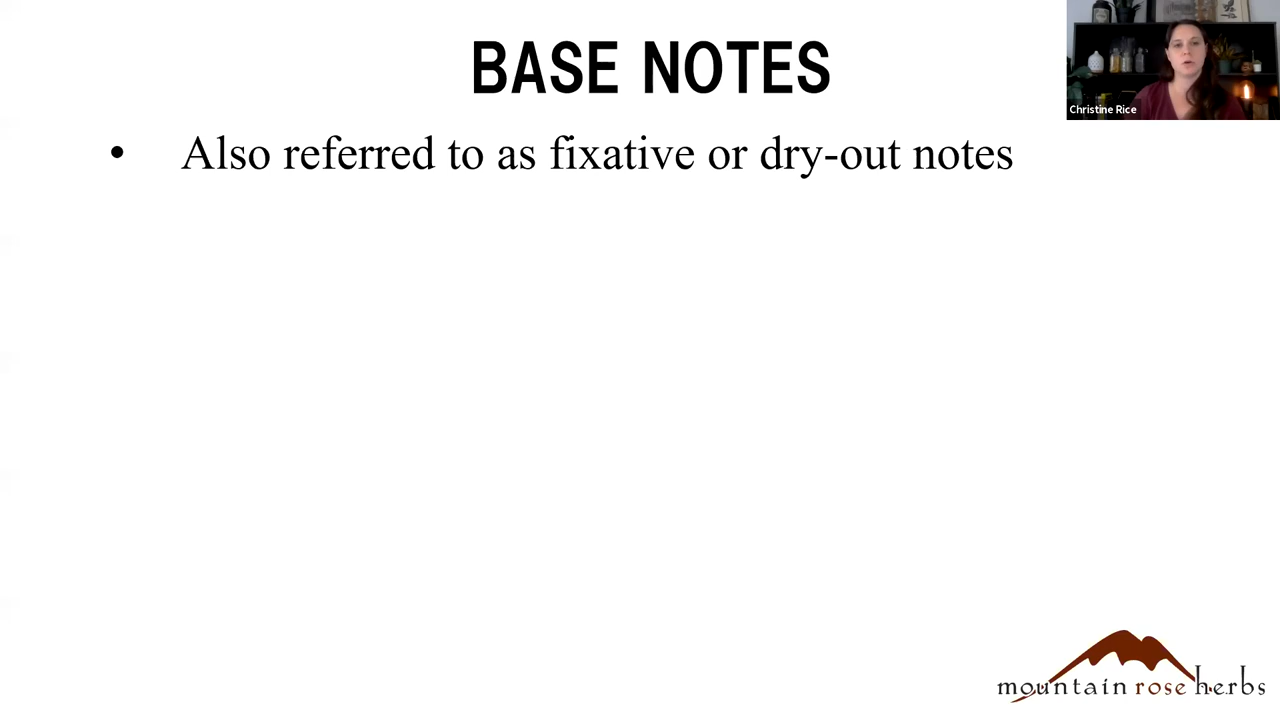 BASE NOTES
Christine Rice
• Also referred to as fixative or dry-out notes
mountain rose herbs